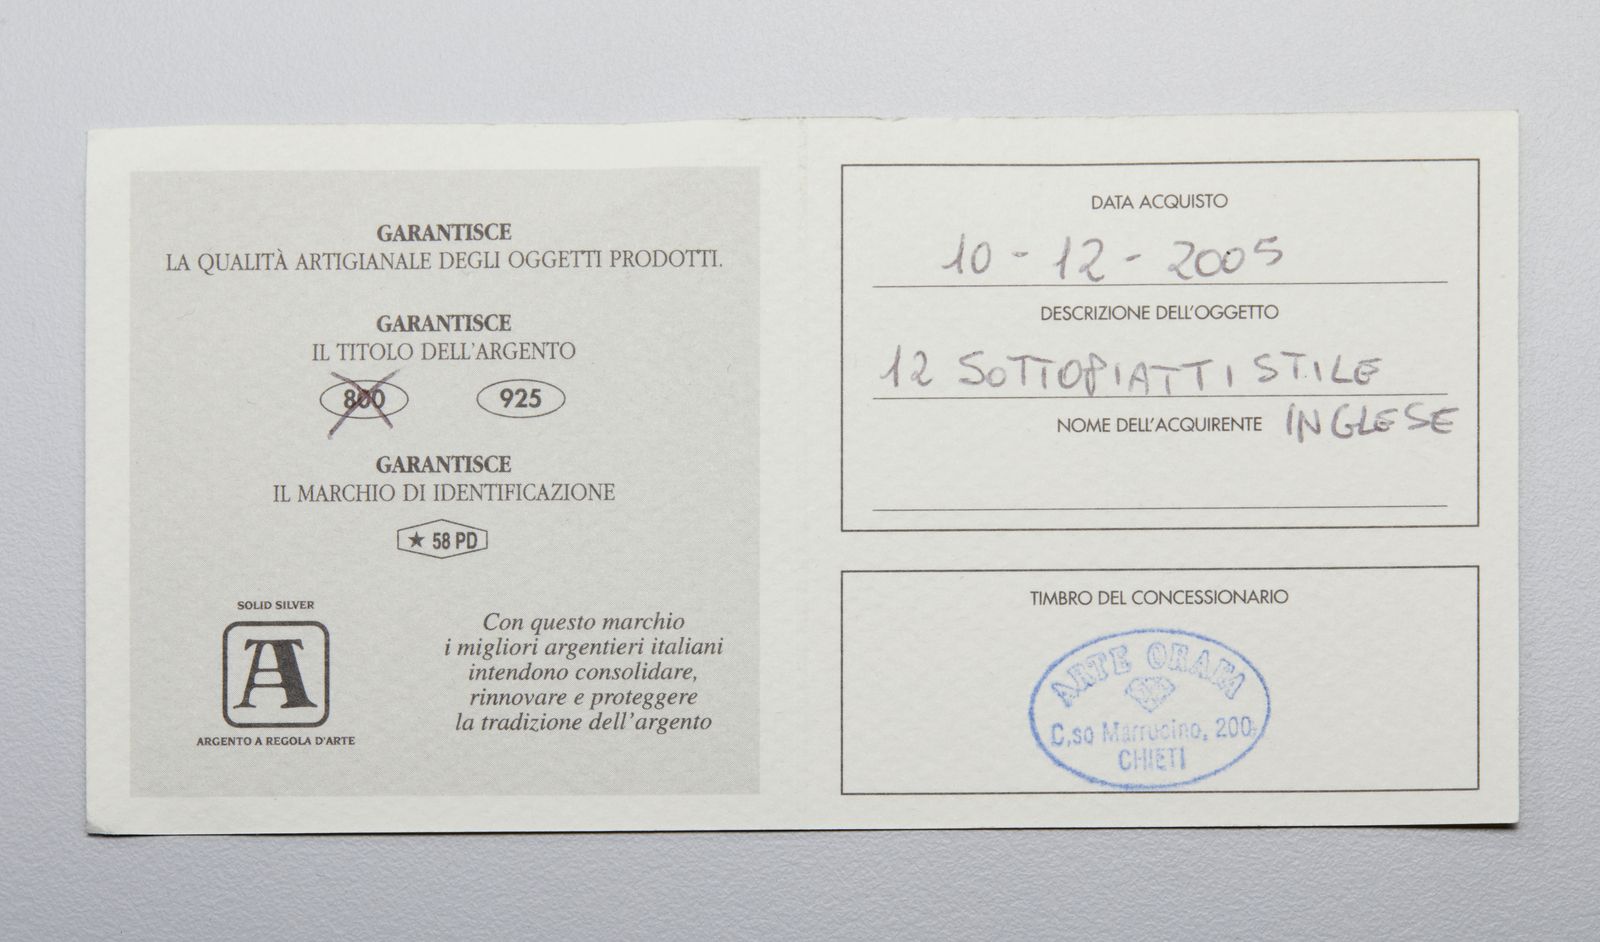 GARANTISCE
LA QUALITÀ ARTIGIANALE DEGLI OGGETTI PRODOTTI.
GARANTISCE
IL TITOLO DELL'ARGENTO
800 925
GARANTISCE
IL MARCHIO DI IDENTIFICAZIONE
★ 58 PD
SOLID SILVER
A
ARGENTO A REGOLA D'ARTE
Con questo marchio
i migliori argentieri italiani
intendono consolidare,
rinnovare e proteggere
la tradizione dell'argento
DATA ACQUISTO
10 - 12 - 2005
DESCRIZIONE DELL'OGGETTO
12 SOTTOPIATTI STILE
NOME DELL'ACQUIRENTE INGLESE
TIMBRO DEL CONCESSIONARIO
ARTE ORAFA
C.so Marrucino, 200
CHIETI